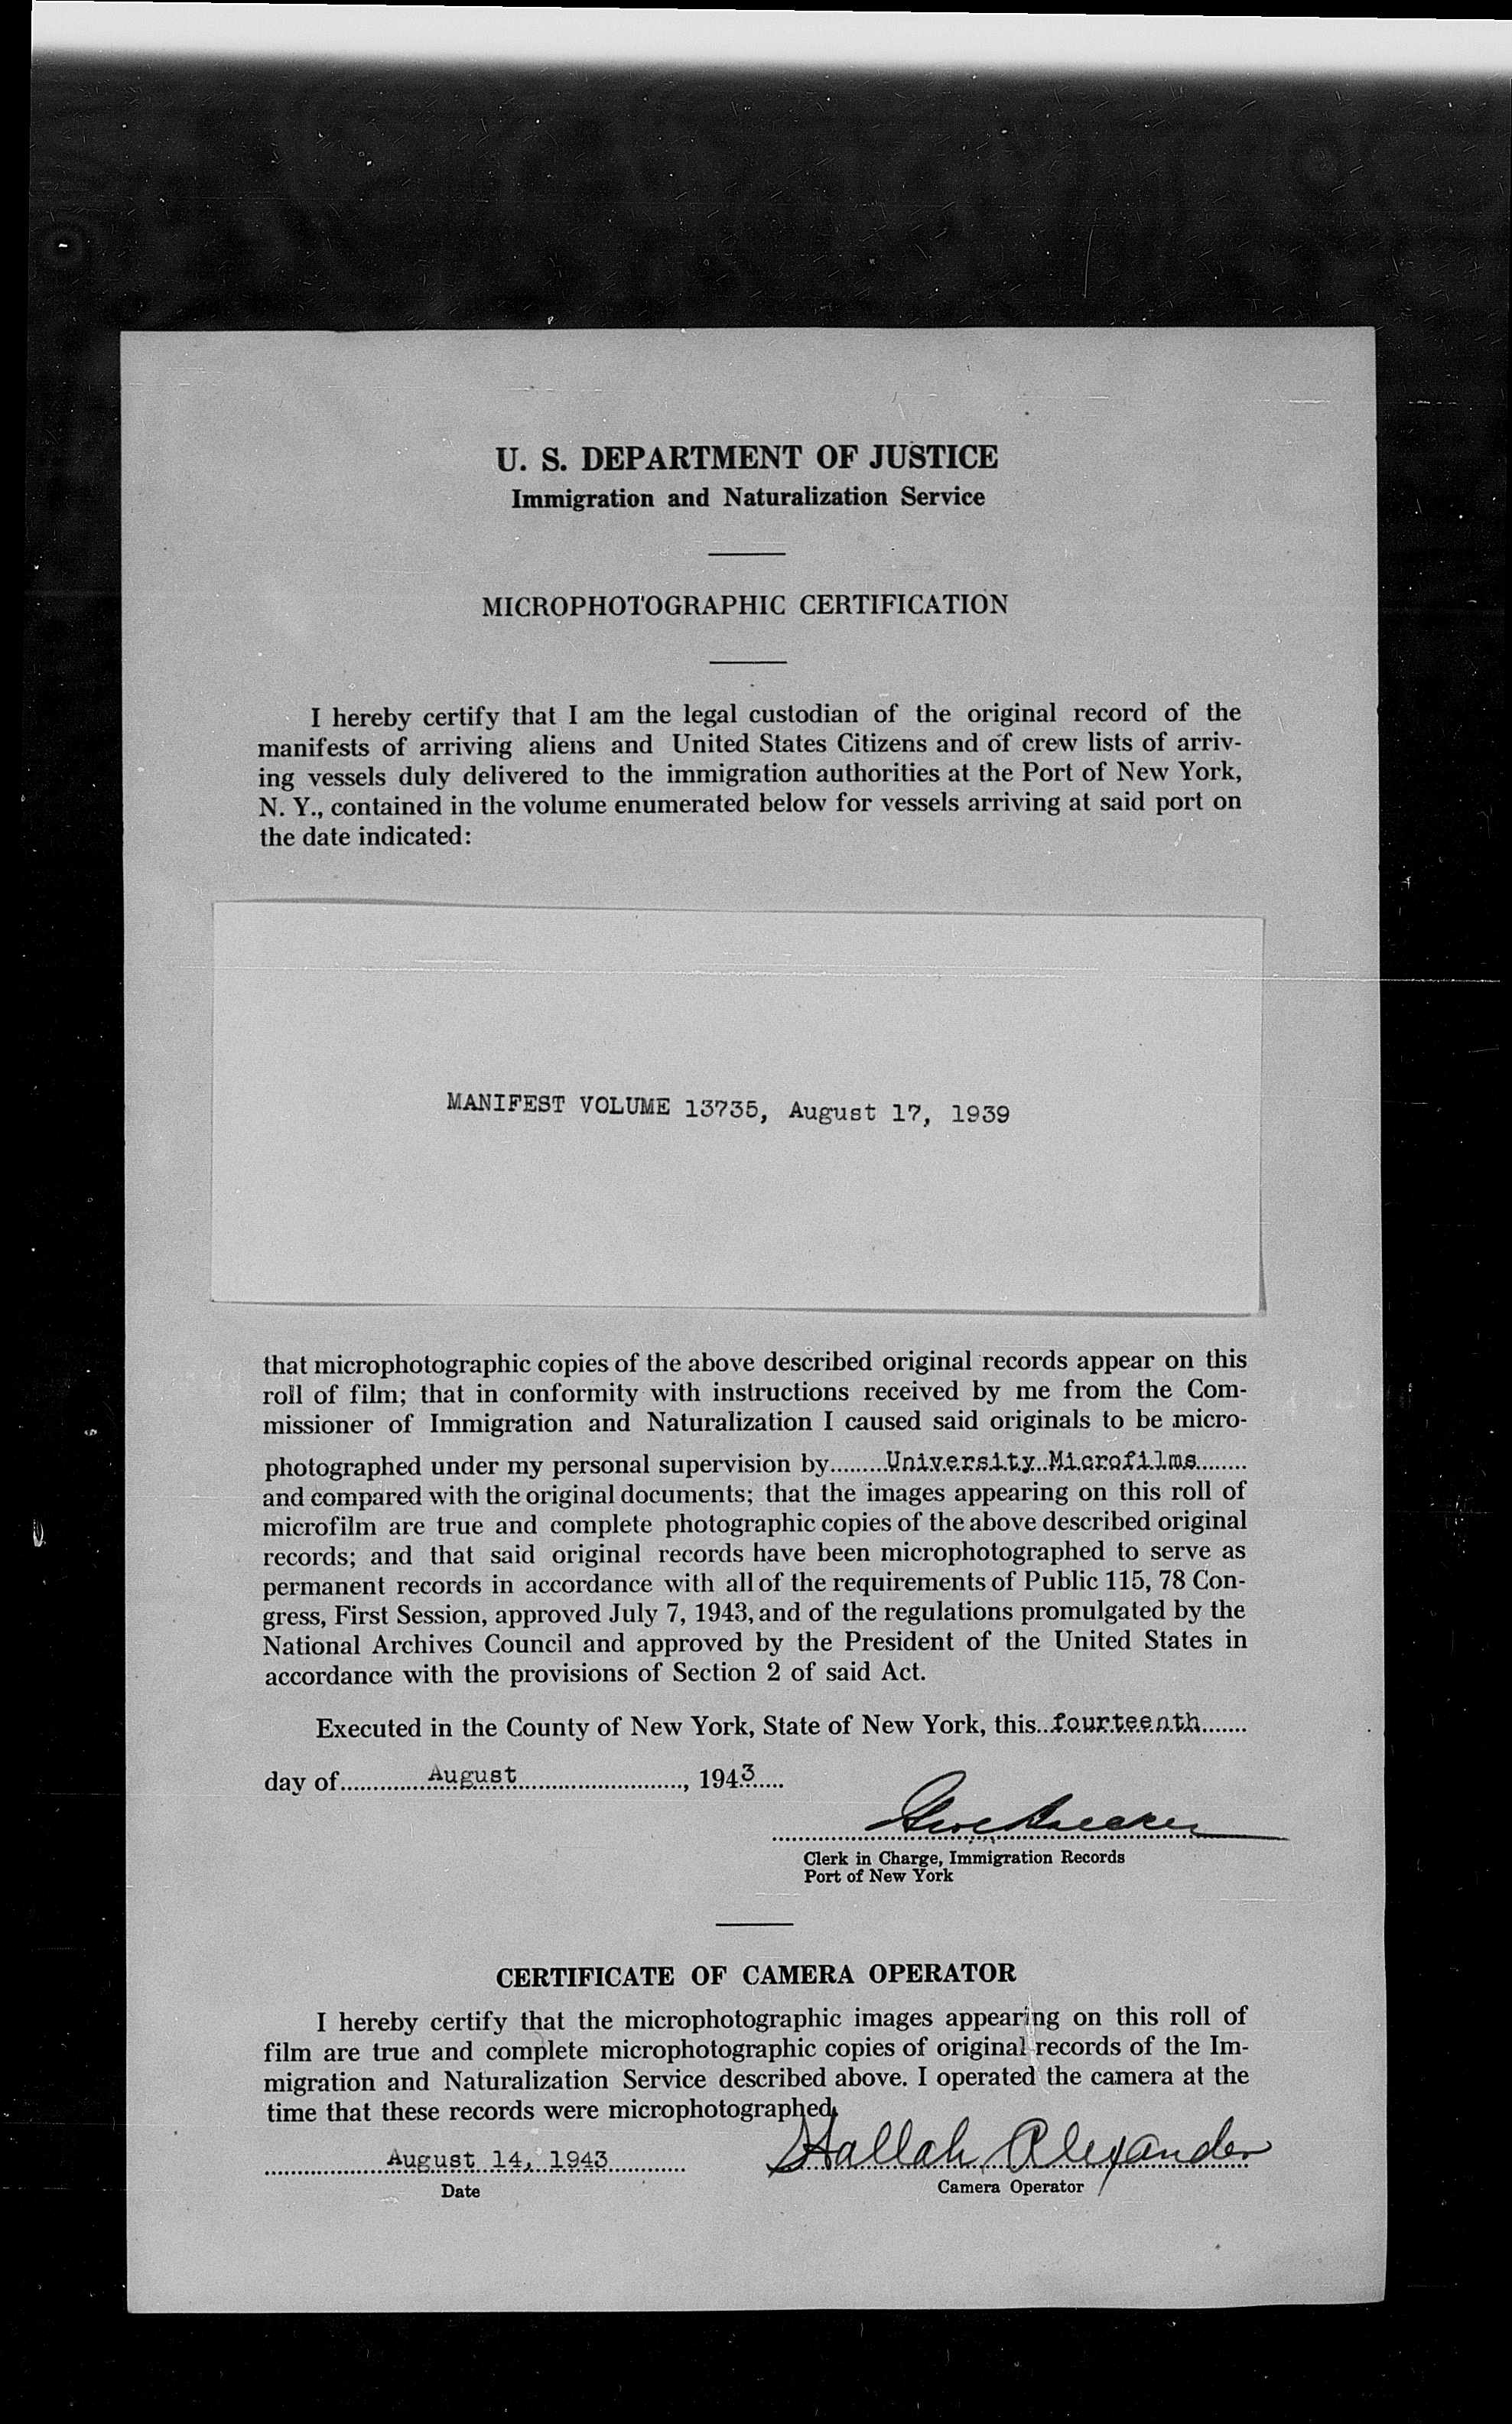 U. S. DEPARTMENT OF JUSTICE
Immigration and Naturalization Service
MICROPHOTOGRAPHIC CERTIFICATION
I hereby certify that I am the legal custodian of the original record of the
manifests of arriving aliens and United States Citizens and of crew lists of arriv-
ing vessels duly delivered to the immigration authorities at the Port of New York,
N. Y., contained in the volume enumerated below for vessels arriving at said port on
the date indicated:
MANIFEST VOLUME 13735, August 17, 1939
that microphotographic copies of the above described original records appear on this
roll of film; that in conformity with instructions received by me from the Com-
missioner of Immigration and Naturalization I caused said originals to be micro-
photographed under my personal supervision by........University Microfilms........
and compared with the original documents; that the images appearing on this roll of
microfilm are true and complete photographic copies of the above described original
records; and that said original records have been microphotographed to serve as
permanent records in accordance with all of the requirements of Public 115, 78 Con-
gress, First Session, approved July 7, 1943, and of the regulations promulgated by the
National Archives Council and approved by the President of the United States in
accordance with the provisions of Section 2 of said Act.
Executed in the County of New York, State of New York, this..fourteenth.......
day of..............August..........................., 1943.....
Clerk in Charge, Immigration Records
Port of New York
CERTIFICATE OF CAMERA OPERATOR
I hereby certify that the microphotographic images appearing on this roll of
film are true and complete microphotographic copies of original records of the Im-
migration and Naturalization Service described above. I operated the camera at the
time that these records were microphotographed.
August 14, 1943 Hallah Alexander
Date Camera Operator